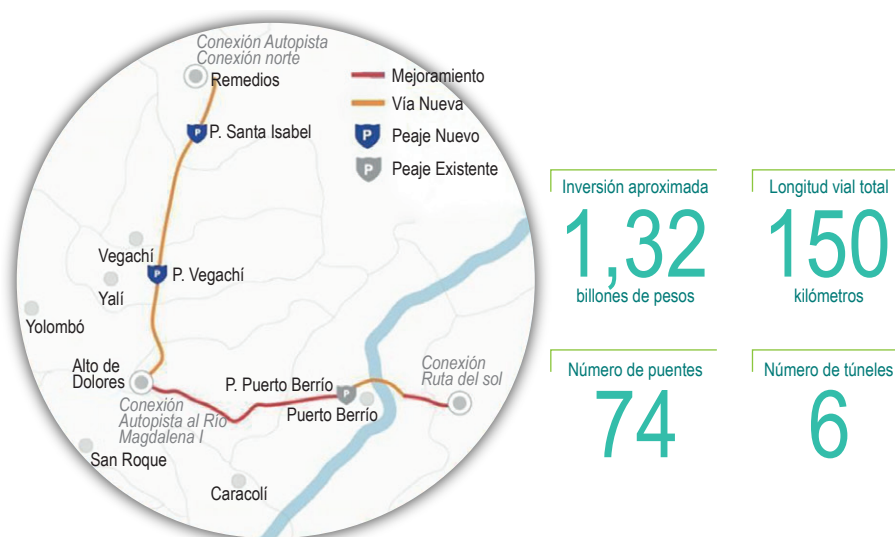 Conexión Autopista
Conexión norte
Remedios
P. Santa Isabel
Mejoramiento
Vía Nueva
P
Peaje Nuevo
P
Peaje Existente
P
Vegachí
P
P. Vegachí
Yalí
Yolombó
Alto de
Dolores
Conexión
Autopista al Río
Magdalena I
P. Puerto Berrío
P
Puerto Berrío
Conexión
Ruta del sol
San Roque
Caracolí
Inversión aproximada
1,32
billones de pesos
Longitud vial total
150
kilómetros
Número de puentes
74
Número de túneles
6